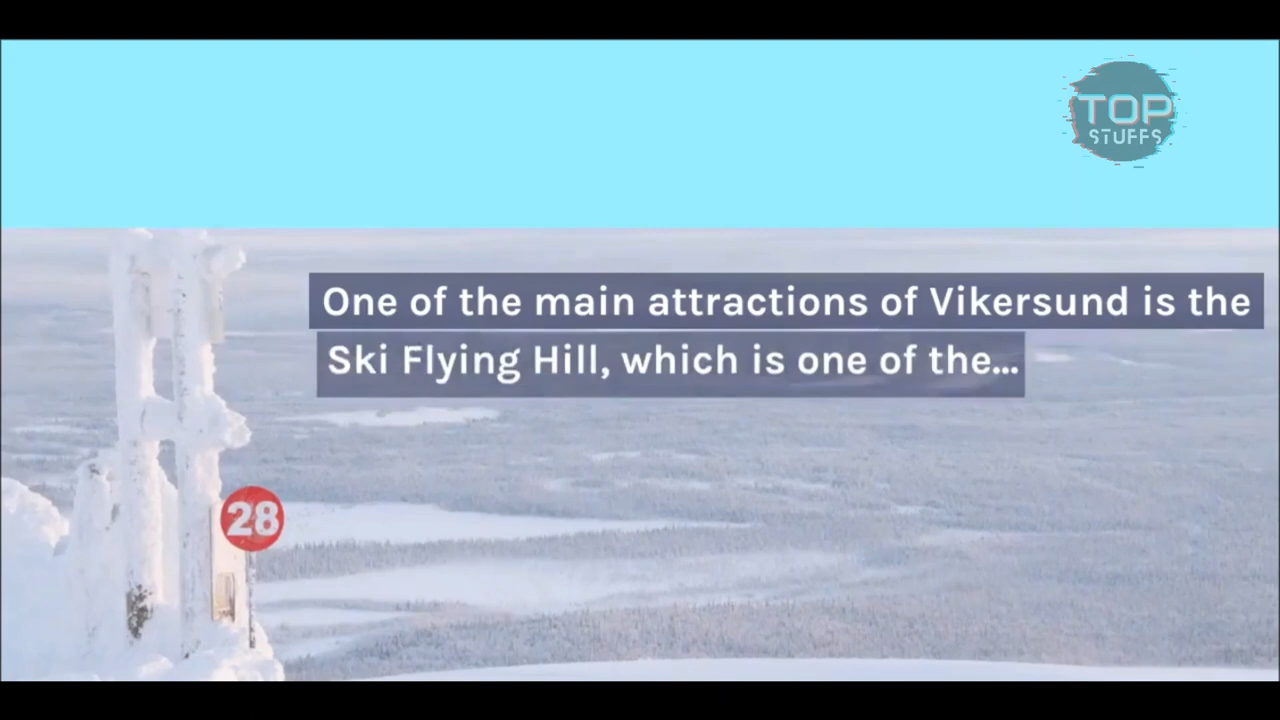 TOP
STUFFS
One of the main attractions of Vikersund is the
Ski Flying Hill, which is one of the...
28